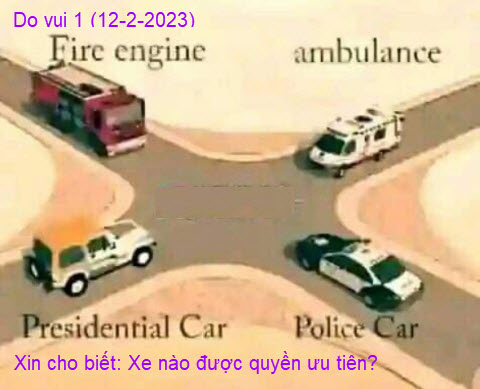 Do vui 1 (12-2-2023)
Fire engine ambulance
Presidential Car Police Car
Xin cho biết: Xe nào được quyền ưu tiên?